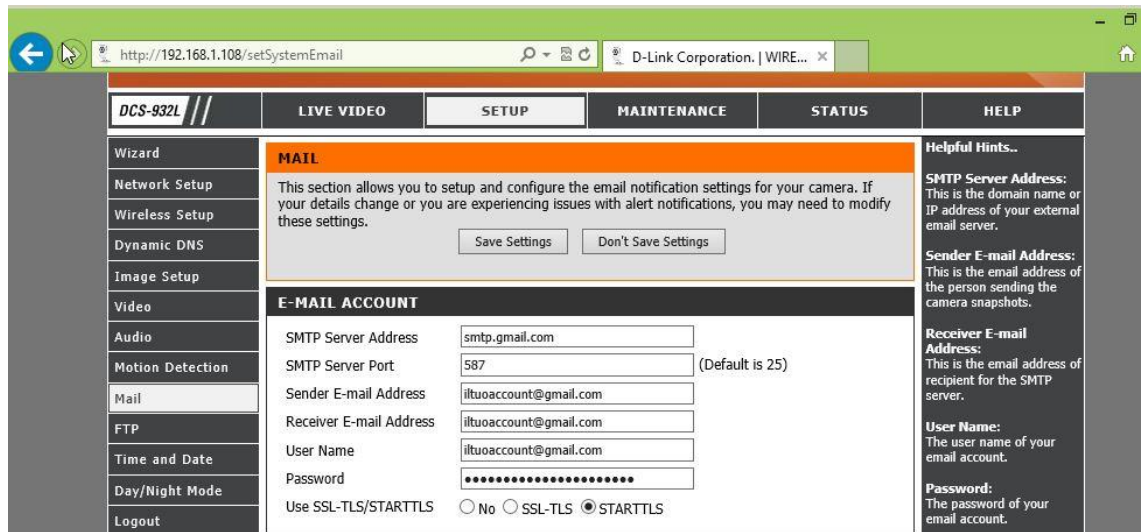 http://192.168.1.108/setSystemEmail
D-Link Corporation. | WIRE...
DCS-932L
LIVE VIDEO
SETUP
MAINTENANCE
STATUS
HELP
Wizard
Network Setup
Wireless Setup
Dynamic DNS
Image Setup
Video
Audio
Motion Detection
Mail
FTP
Time and Date
Day/Night Mode
Logout
MAIL
This section allows you to setup and configure the email notification settings for your camera. If
your details change or you are experiencing issues with alert notifications, you may need to modify
these settings.
Save Settings
Don't Save Settings
E-MAIL ACCOUNT
SMTP Server Address smtp.gmail.com
SMTP Server Port 587 (Default is 25)
Sender E-mail Address iltuoaccount@gmail.com
Receiver E-mail Address iltuoaccount@gmail.com
User Name iltuoaccount@gmail.com
Password ••••••••••••••••••••••
Use SSL-TLS/STARTTLS No SSL-TLS STARTTLS
Helpful Hints..
SMTP Server Address:
This is the domain name or
IP address of your external
email server.
Sender E-mail Address:
This is the email address of
the person sending the
camera snapshots.
Receiver E-mail
Address:
This is the email address of
recipient for the SMTP
server.
User Name:
The user name of your
email account.
Password:
The password of your
email account.